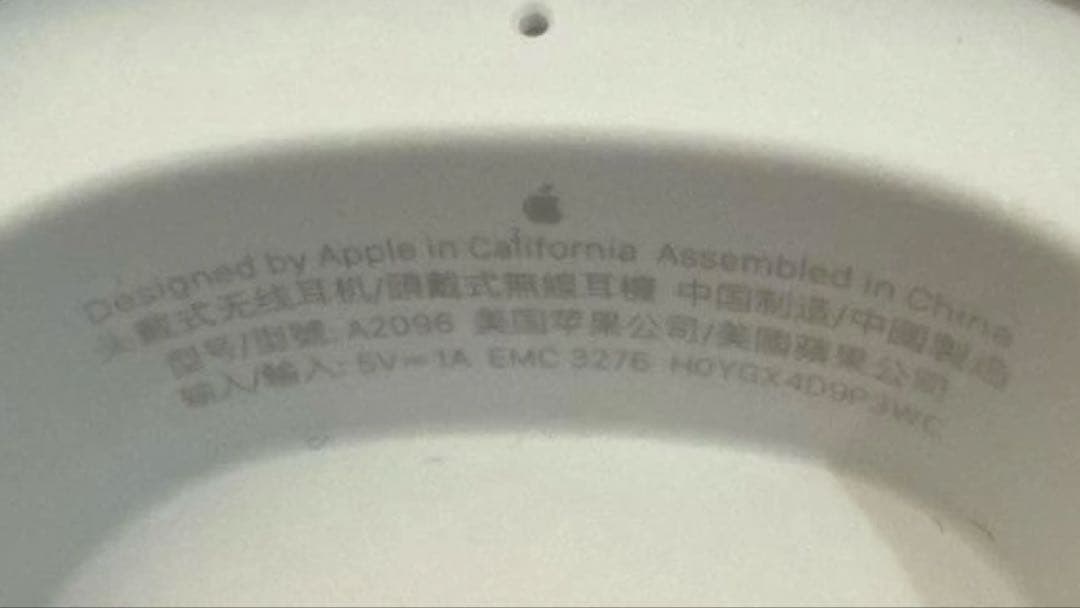 Designed by Apple in California Assembled in China
头戴式无线耳机/頭戴式無線耳機 中国制造/中國製造
型号/型號: A2096 美国苹果公司/美國蘋果公司
输入/輸入: 5V⎓1A EMC 3276 H0YGX4D9P3WC